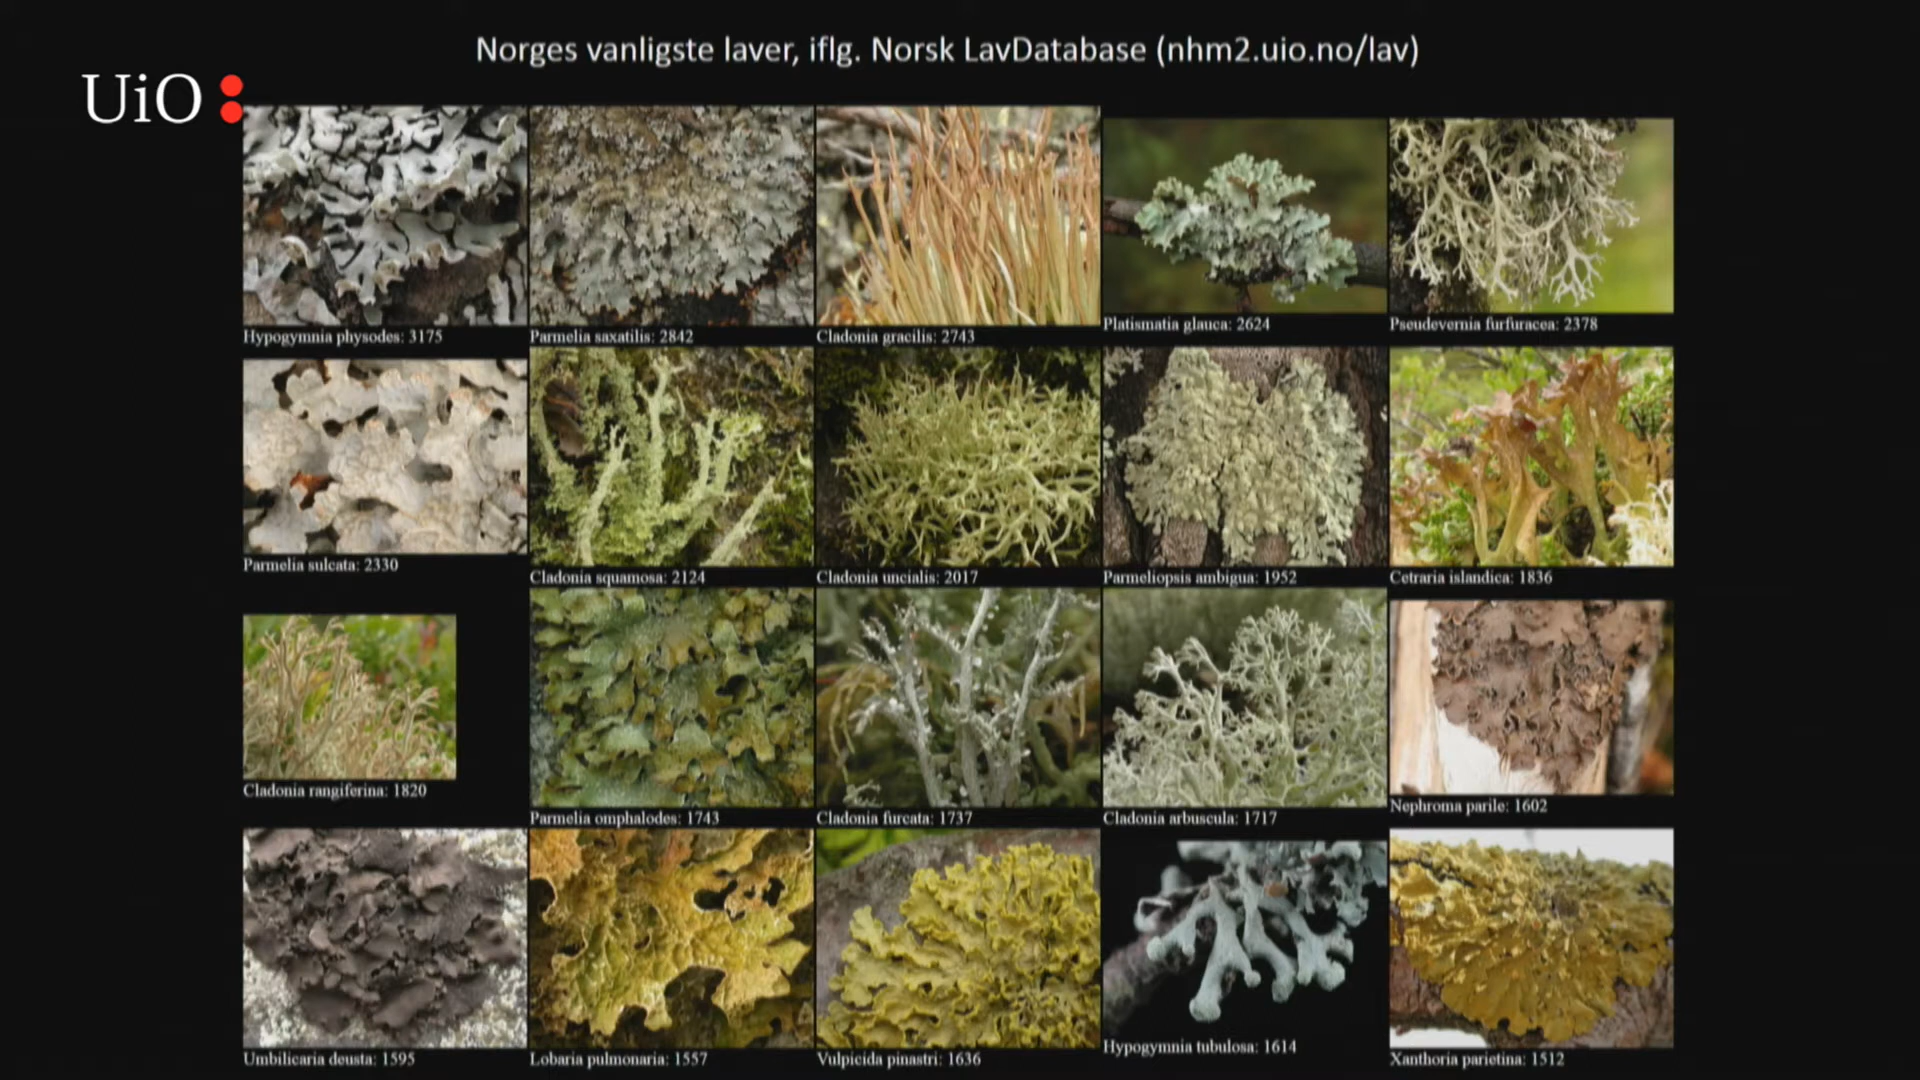 Norges vanligste laver, iflg. Norsk LavDatabase (nhm2.uio.no/lav)
UiO
Hypogymnia physodes: 3175
Parmelia saxatilis: 2842
Cladonia gracilis: 2743
Platismatia glauca: 2624
Pseudevernia furfuracea: 2378
Parmelia sulcata: 2330
Cladonia squamosa: 2124
Cladonia uncialis: 2017
Parmeliopsis ambigua: 1952
Cetraria islandica: 1836
Cladonia rangiferina: 1820
Parmelia omphalodes: 1743
Cladonia furcata: 1737
Cladonia arbuscula: 1717
Nephroma parile: 1602
Umbilicaria deusta: 1595
Lobaria pulmonaria: 1557
Vulpicida pinastri: 1636
Hypogymnia tubulosa: 1614
Xanthoria parietina: 1512